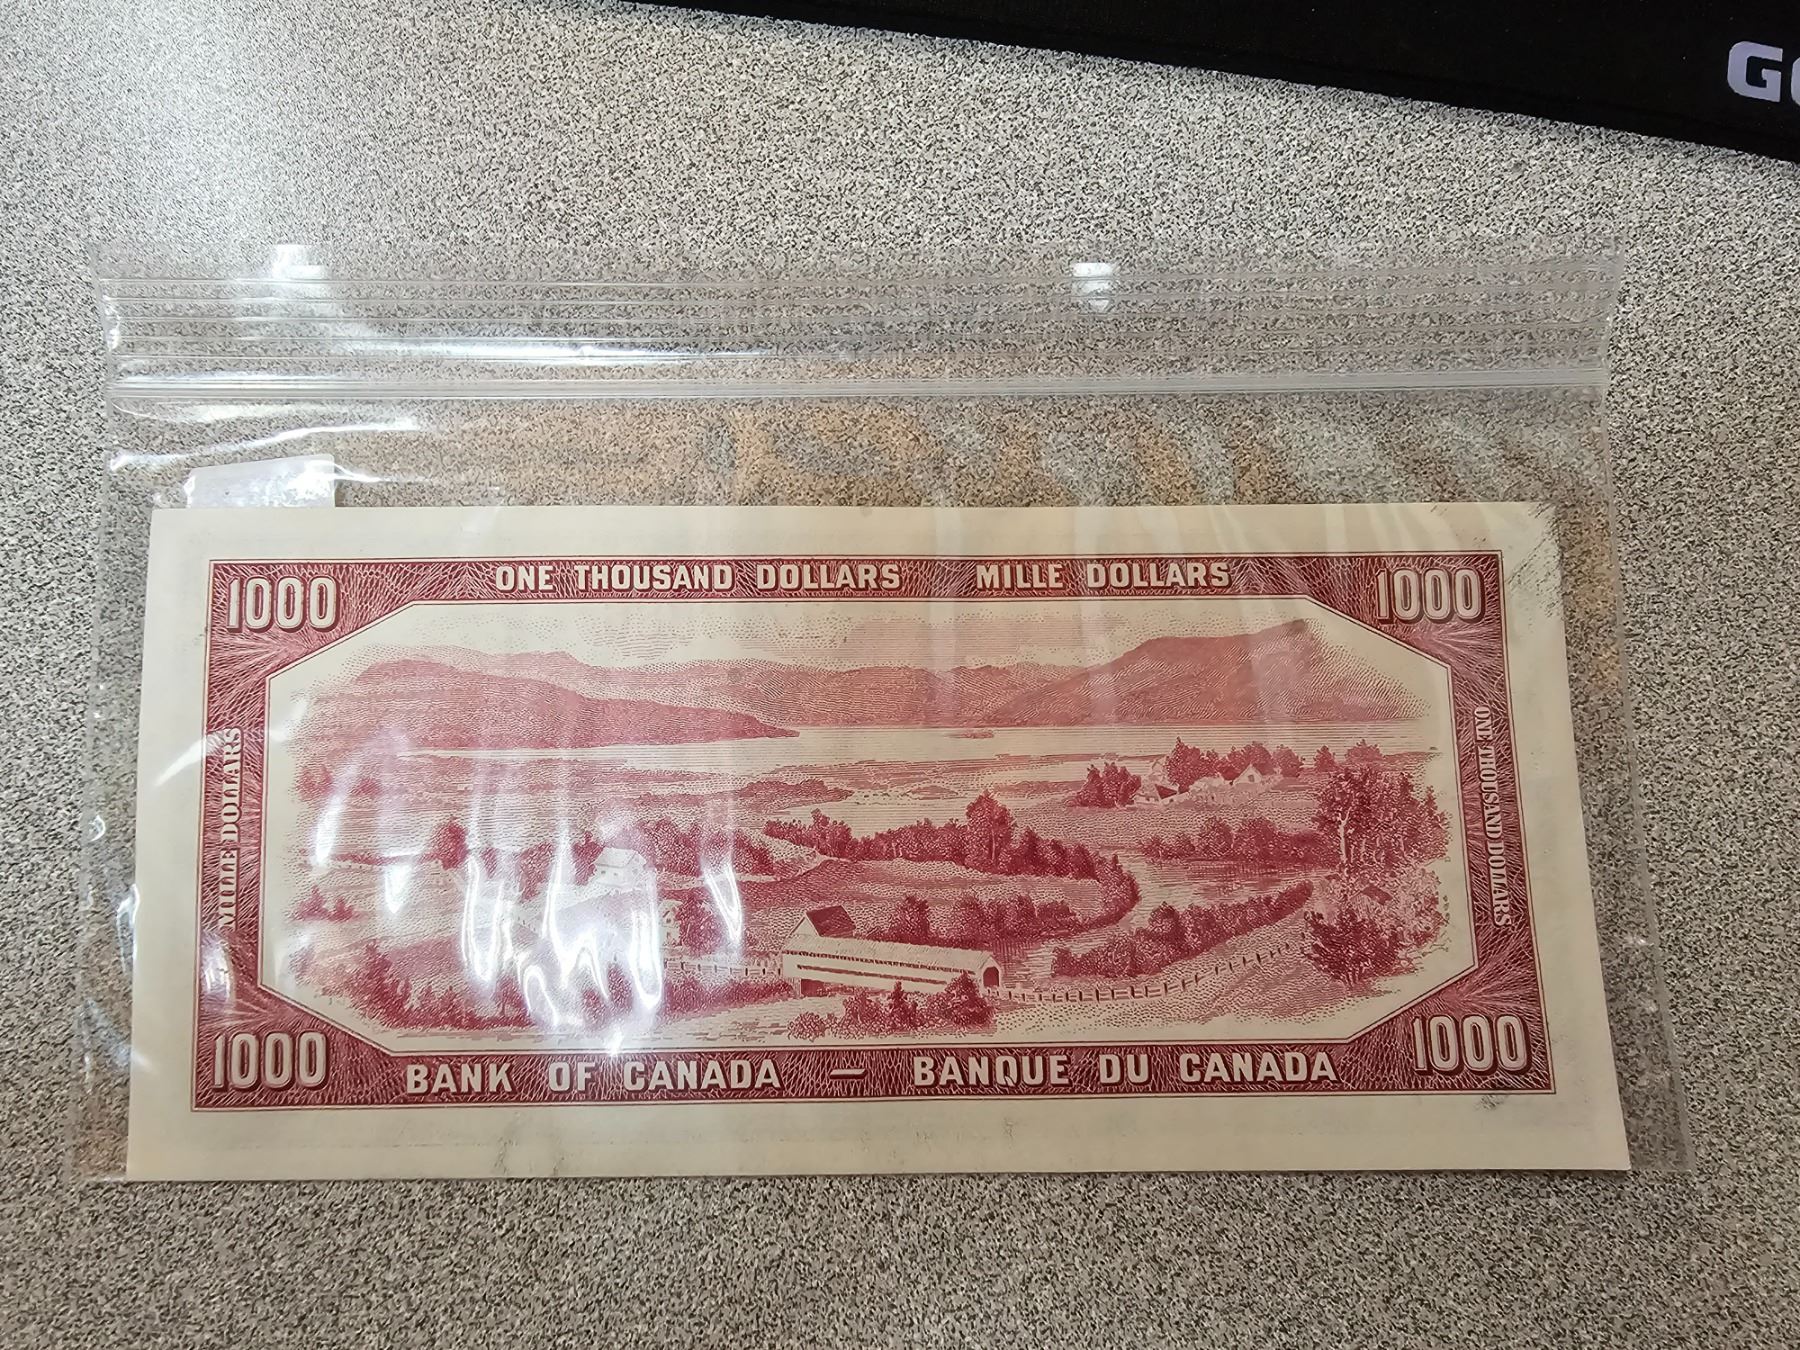 1000 ONE THOUSAND DOLLARS MILLE DOLLARS 1000
MILLE DOLLARS
ONE THOUSAND DOLLARS
1000 BANK OF CANADA — BANQUE DU CANADA 1000